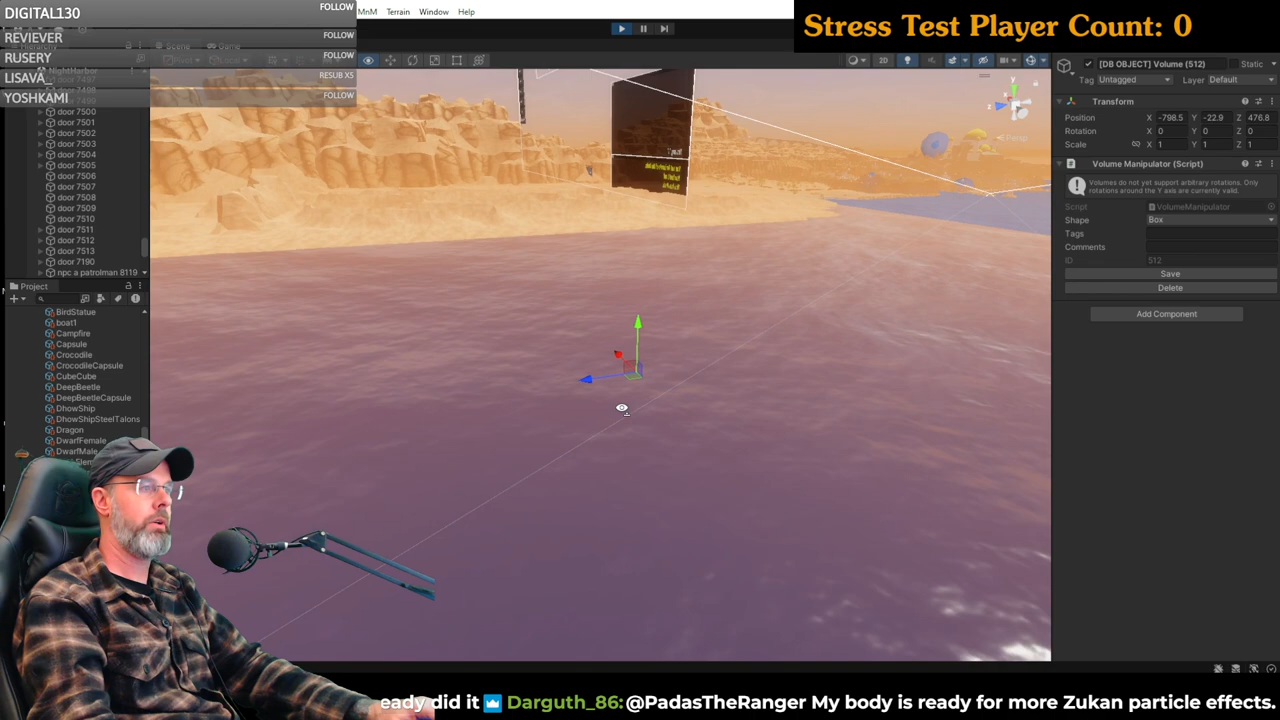 DIGITAL130 FOLLOW
REVIEVER FOLLOW
RUSERY FOLLOW
LISAVA_ RESUB X5
YOSHKAMI FOLLOW
MnM Terrain Window Help
Stress Test Player Count: 0
NightHarbor
door 7500
door 7501
door 7502
door 7503
door 7504
door 7505
door 7506
door 7507
door 7508
door 7509
door 7510
door 7511
door 7512
door 7513
door 7190
npc a patrolman 8119
Project
BirdStatue
boat1
Campfire
Capsule
Crocodile
CrocodileCapsule
CubeCube
DeepBeetle
DeepBeetleCapsule
DhowShip
DhowShipSteelTalons
Dragon
DwarfFemale
DwarfMale
2D
y
z
Persp
[DB OBJECT] Volume (512) Static
Tag Untagged Layer Default
Transform
Position X -798.5 Y -22.9 Z 476.8
Rotation X 0 Y 0 Z 0
Scale X 1 Y 1 Z 1
Volume Manipulator (Script)
Volumes do not yet support arbitrary rotations. Only
rotations around the Y axis are currently valid.
Script VolumeManipulator
Shape Box
Tags
Comments
ID 512
Save
Delete
Add Component
eady did it Darguth_86: @PadasTheRanger My body is ready for more Zukan particle effects.